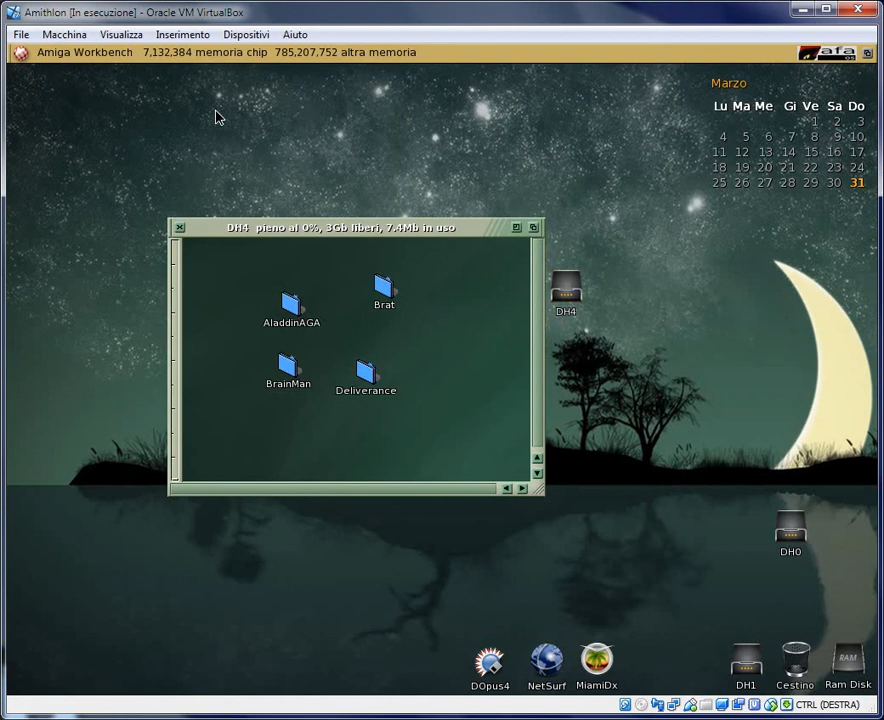 Amithlon [In esecuzione] - Oracle VM VirtualBox
File Macchina Visualizza Inserimento Dispositivi Aiuto
Amiga Workbench 7,132,384 memoria chip 785,207,752 altra memoria
afa
OS
Marzo
Lu Ma Me Gi Ve Sa Do
1 2 3
4 5 6 7 8 9 10
11 12 13 14 15 16 17
18 19 20 21 22 23 24
25 26 27 28 29 30 31
DH4 pieno al 0%, 3Gb liberi, 7.4Mb in uso
Brat
AladdinAGA
BrainMan
Deliverance
DH4
DH0
RAM
DOpus4 NetSurf MiamiDx DH1 Cestino Ram Disk
CTRL (DESTRA)